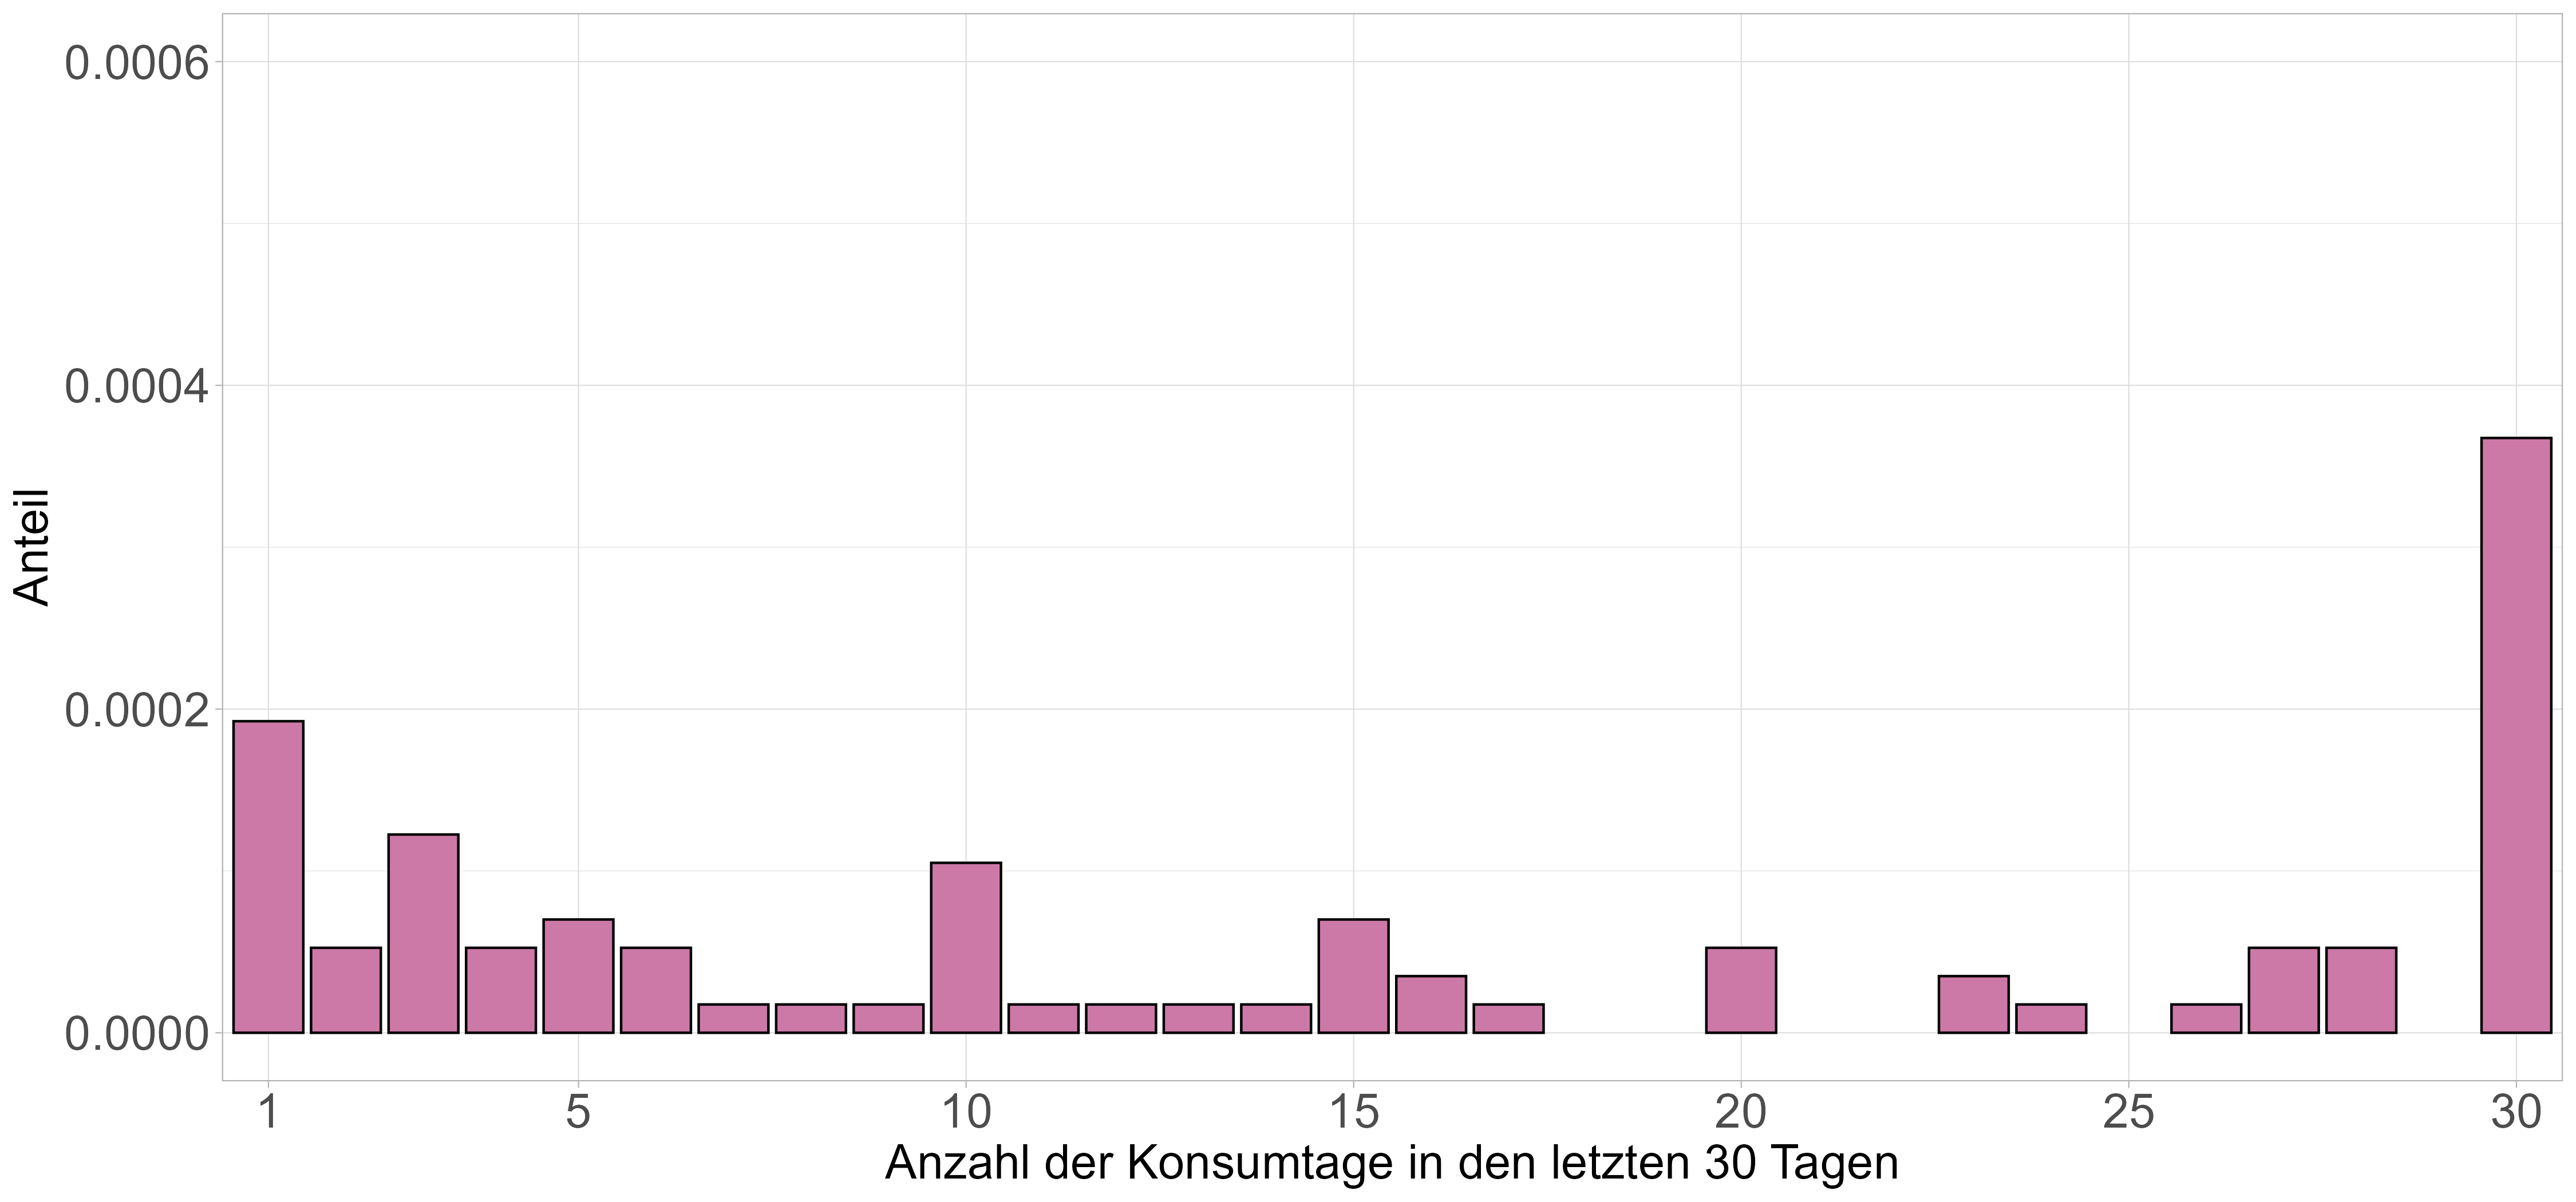 0.0006
0.0004
0.0002
0.0000
Anteil
1 5 10 15 20 25 30
Anzahl der Konsumtage in den letzten 30 Tagen